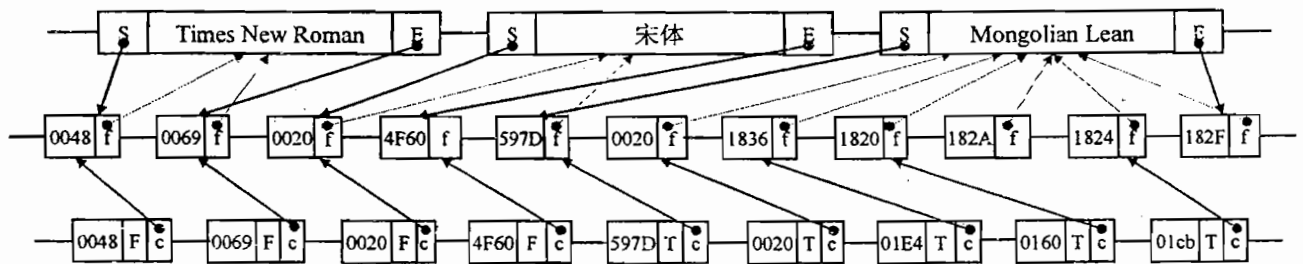 S Times New Roman E S 宋体 E S Mongolian Lean E
0048 f 0069 f 0020 f 4F60 f 597D f 0020 f 1836 f 1820 f 182A f 1824 f 182F f
0048 F c 0069 F c 0020 F c 4F60 F c 597D T c 0020 T c 01E4 T c 0160 T c 01cb T c